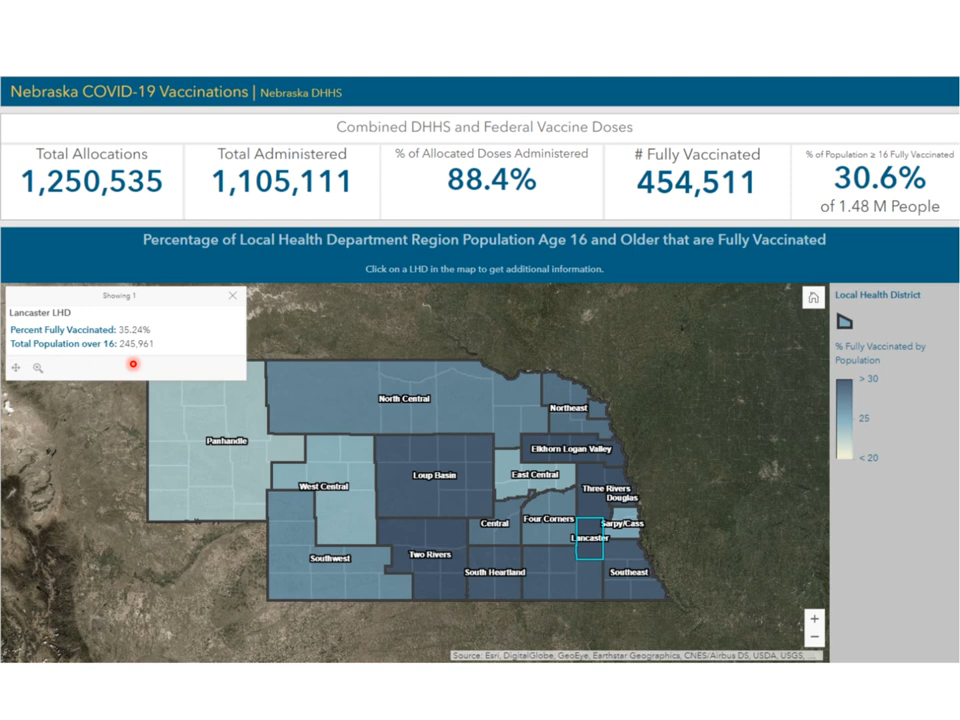 Nebraska COVID-19 Vaccinations | Nebraska DHHS
Combined DHHS and Federal Vaccine Doses
Total Allocations
1,250,535
Total Administered
1,105,111
% of Allocated Doses Administered
88.4%
# Fully Vaccinated
454,511
% of Population ≥ 16 Fully Vaccinated
30.6%
of 1.48 M People
Percentage of Local Health Department Region Population Age 16 and Older that are Fully Vaccinated
Click on a LHD in the map to get additional information.
Showing 1
Lancaster LHD
Percent Fully Vaccinated: 35.24%
Total Population over 16: 245,961
North Central
Northeast
Panhandle
Elkhorn Logan Valley
Loup Basin
East Central
West Central
Three Rivers
Douglas
Central
Four Corners
Sarpy/Cass
Lancaster
Two Rivers
Southwest
South Heartland
Southeast
Local Health District
% Fully Vaccinated by
Population
> 30
25
< 20
+
−
Source: Esri, DigitalGlobe, GeoEye, Earthstar Geographics, CNES/Airbus DS, USDA, USGS, ...